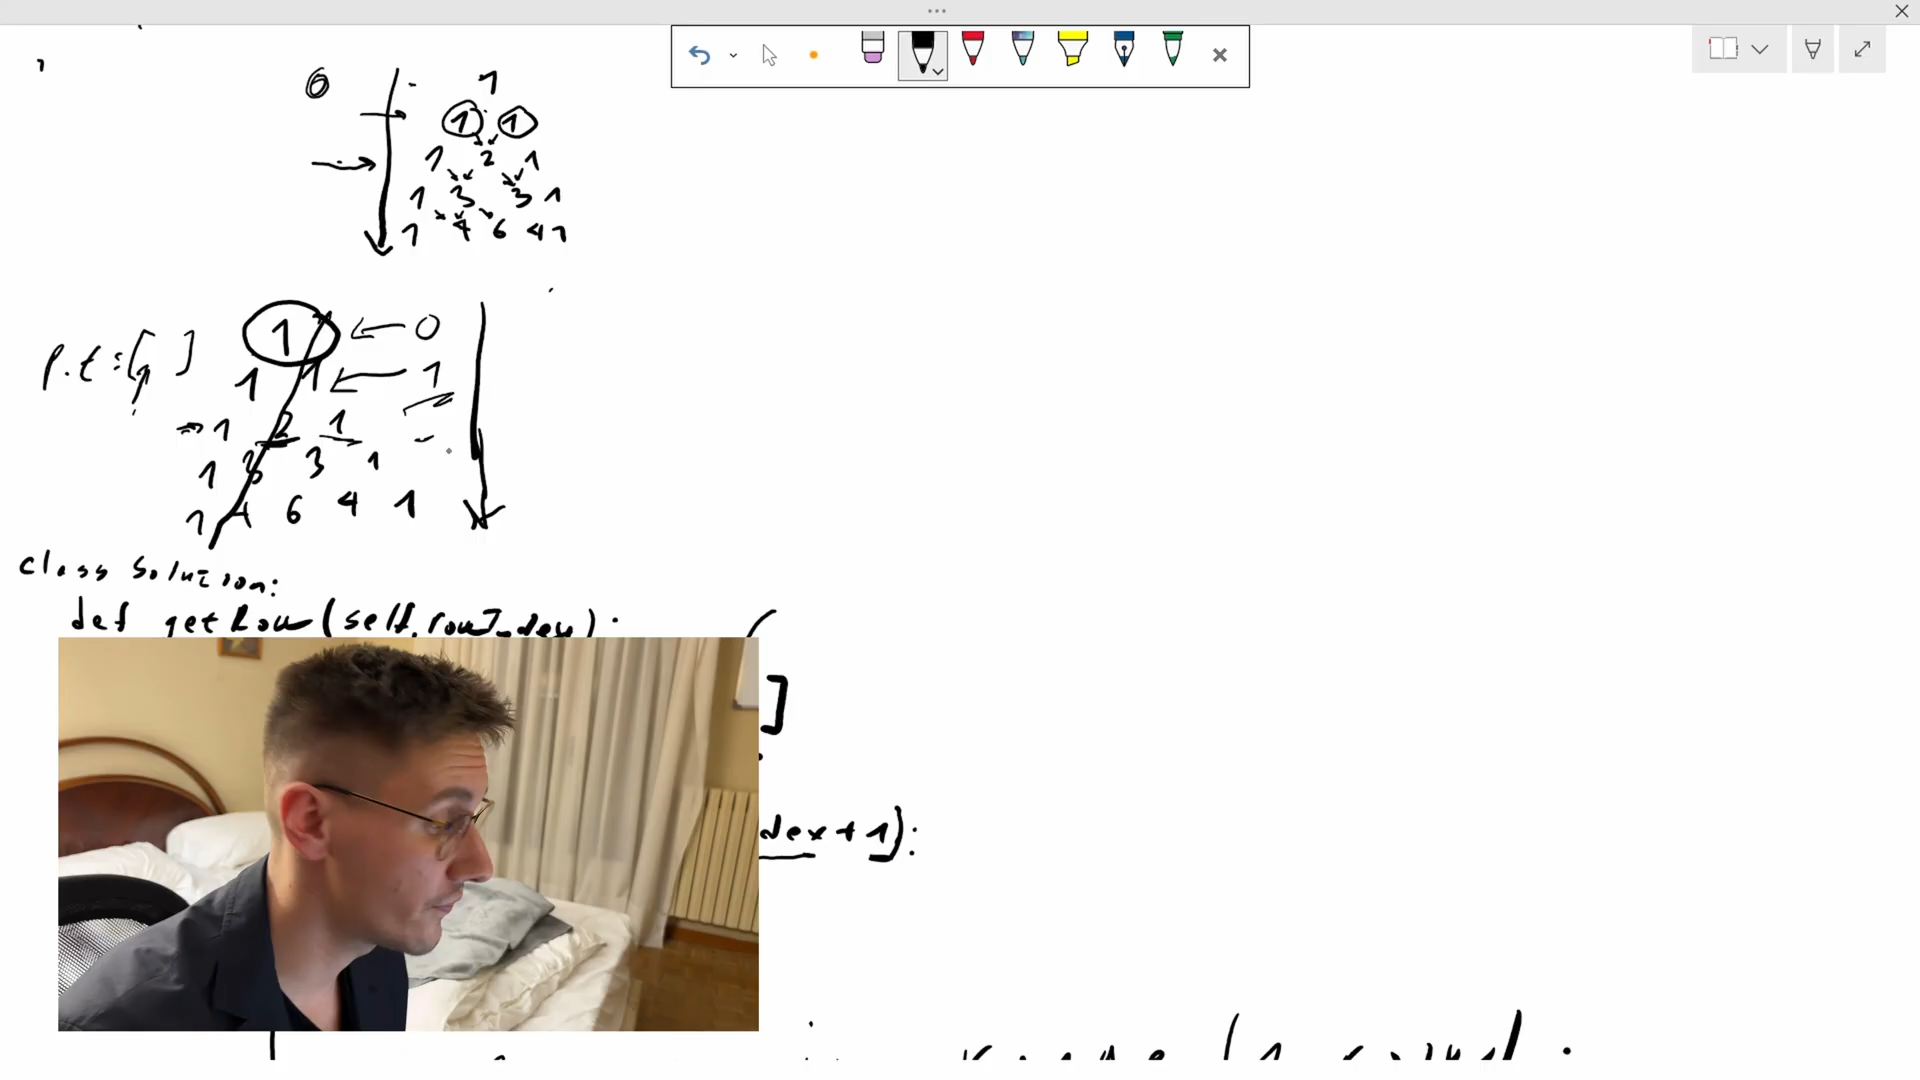 0 1
1 1
1 2 1
1 3 3 1
1 4 6 4 1
1 ← 0
p.t:[ ] 1 1 ← 1
1 2 1
1 3 3 1
1 4 6 4 1
class Solution:
def getRow(self, rowIndex):
]
dex + 1):